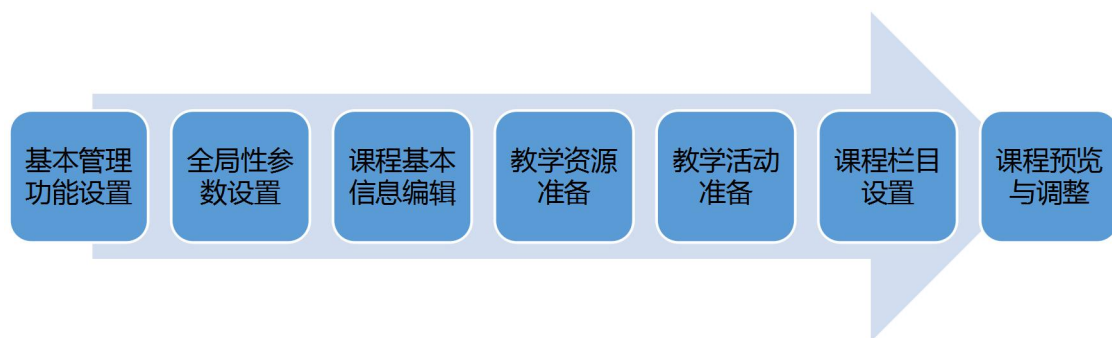 基本管理
功能设置
全局性参
数设置
课程基本
信息编辑
教学资源
准备
教学活动
准备
课程栏目
设置
课程预览
与调整